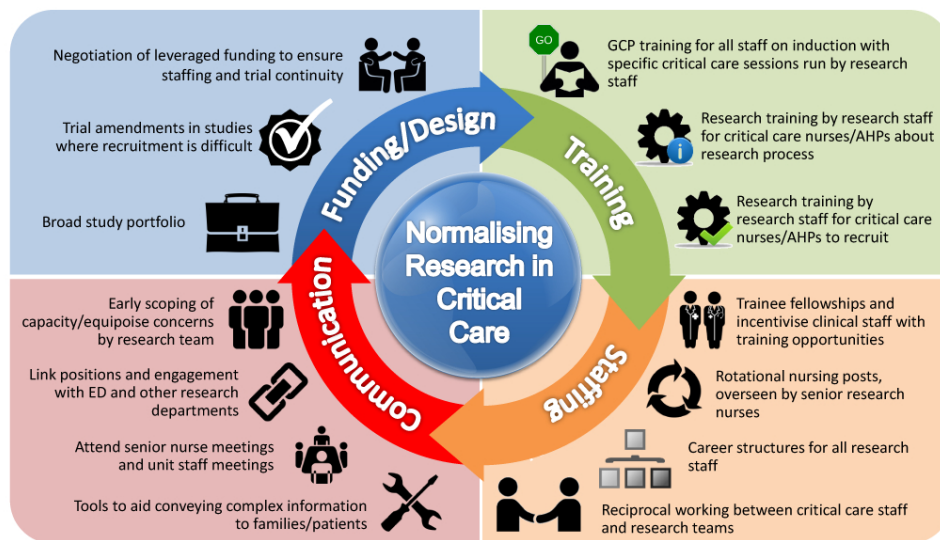 Negotiation of leveraged funding to ensure
staffing and trial continuity
Trial amendments in studies
where recruitment is difficult
Broad study portfolio
Funding/Design
GO
GCP training for all staff on induction with
specific critical care sessions run by research
staff
Research training by research staff
for critical care nurses/AHPs about
research process
i
Research training by
research staff for critical care
nurses/AHPs to recruit
Training
Normalising
Research in
Critical
Care
Early scoping of
capacity/equipoise concerns
by research team
Link positions and engagement
with ED and other research
departments
Attend senior nurse meetings
and unit staff meetings
Tools to aid conveying complex information
to families/patients
Communication
Staffing
Trainee fellowships and
incentivise clinical staff with
training opportunities
Rotational nursing posts,
overseen by senior research
nurses
Career structures for all research
staff
Reciprocal working between critical care staff
and research teams